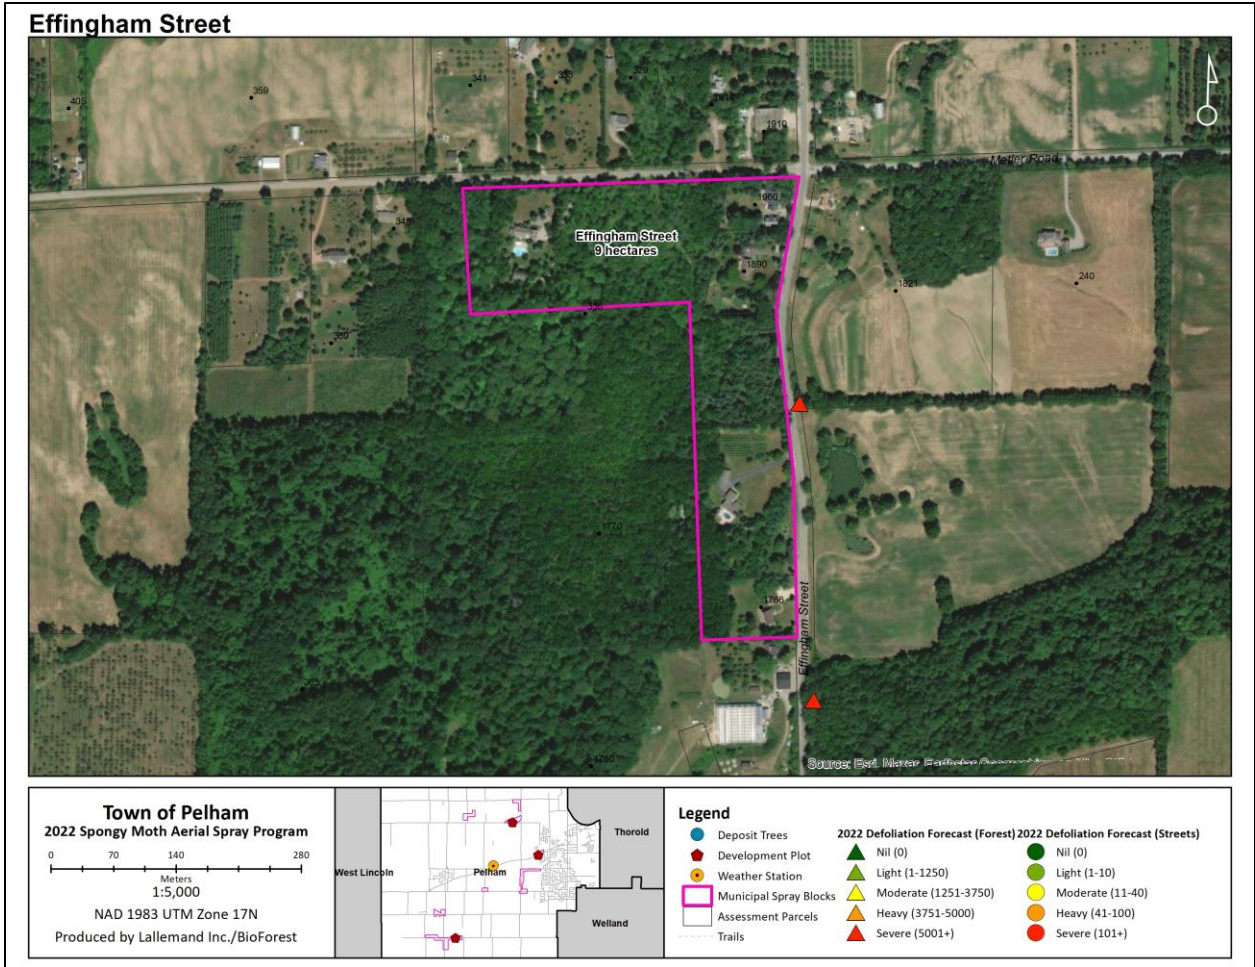 Effingham Street
405
359
341
333
329
1910
Metler Road
1900
Effingham Street
9 hectares
1890
1821
240
1770
1766
Effingham Street
1760
Town of Pelham
2022 Spongy Moth Aerial Spray Program
0 70 140 280
Meters
1:5,000
NAD 1983 UTM Zone 17N
Produced by Lallemand Inc./BioForest
West Lincoln
Pelham
Thorold
Welland
Legend
Deposit Trees
Development Plot
Weather Station
Municipal Spray Blocks
Assessment Parcels
Trails
2022 Defoliation Forecast (Forest)
Nil (0)
Light (1-1250)
Moderate (1251-3750)
Heavy (3751-5000)
Severe (5001+)
2022 Defoliation Forecast (Streets)
Nil (0)
Light (1-10)
Moderate (11-40)
Heavy (41-100)
Severe (101+)